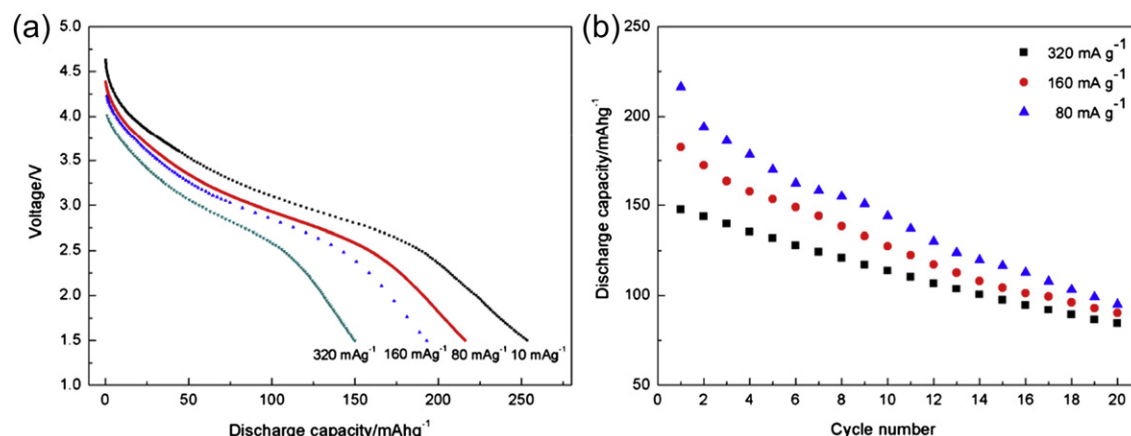 (a)
5.0
4.5
4.0
3.5
3.0
2.5
2.0
1.5
1.0
Voltage/V
320 mAg⁻¹ 160 mAg⁻¹ 80 mAg⁻¹ 10 mAg⁻¹
0 50 100 150 200 250
Discharge capacity/mAhg⁻¹
(b)
250
200
150
100
50
Discharge capacity/mAhg⁻¹
320 mA g⁻¹
160 mA g⁻¹
80 mA g⁻¹
0 2 4 6 8 10 12 14 16 18 20
Cycle number